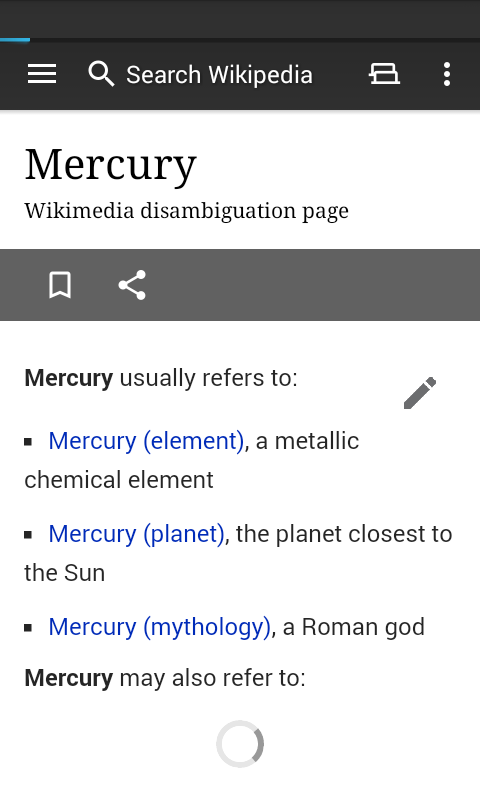 Search Wikipedia
Mercury
Wikimedia disambiguation page
Mercury usually refers to:
▪ Mercury (element), a metallic
chemical element
▪ Mercury (planet), the planet closest to
the Sun
▪ Mercury (mythology), a Roman god
Mercury may also refer to: